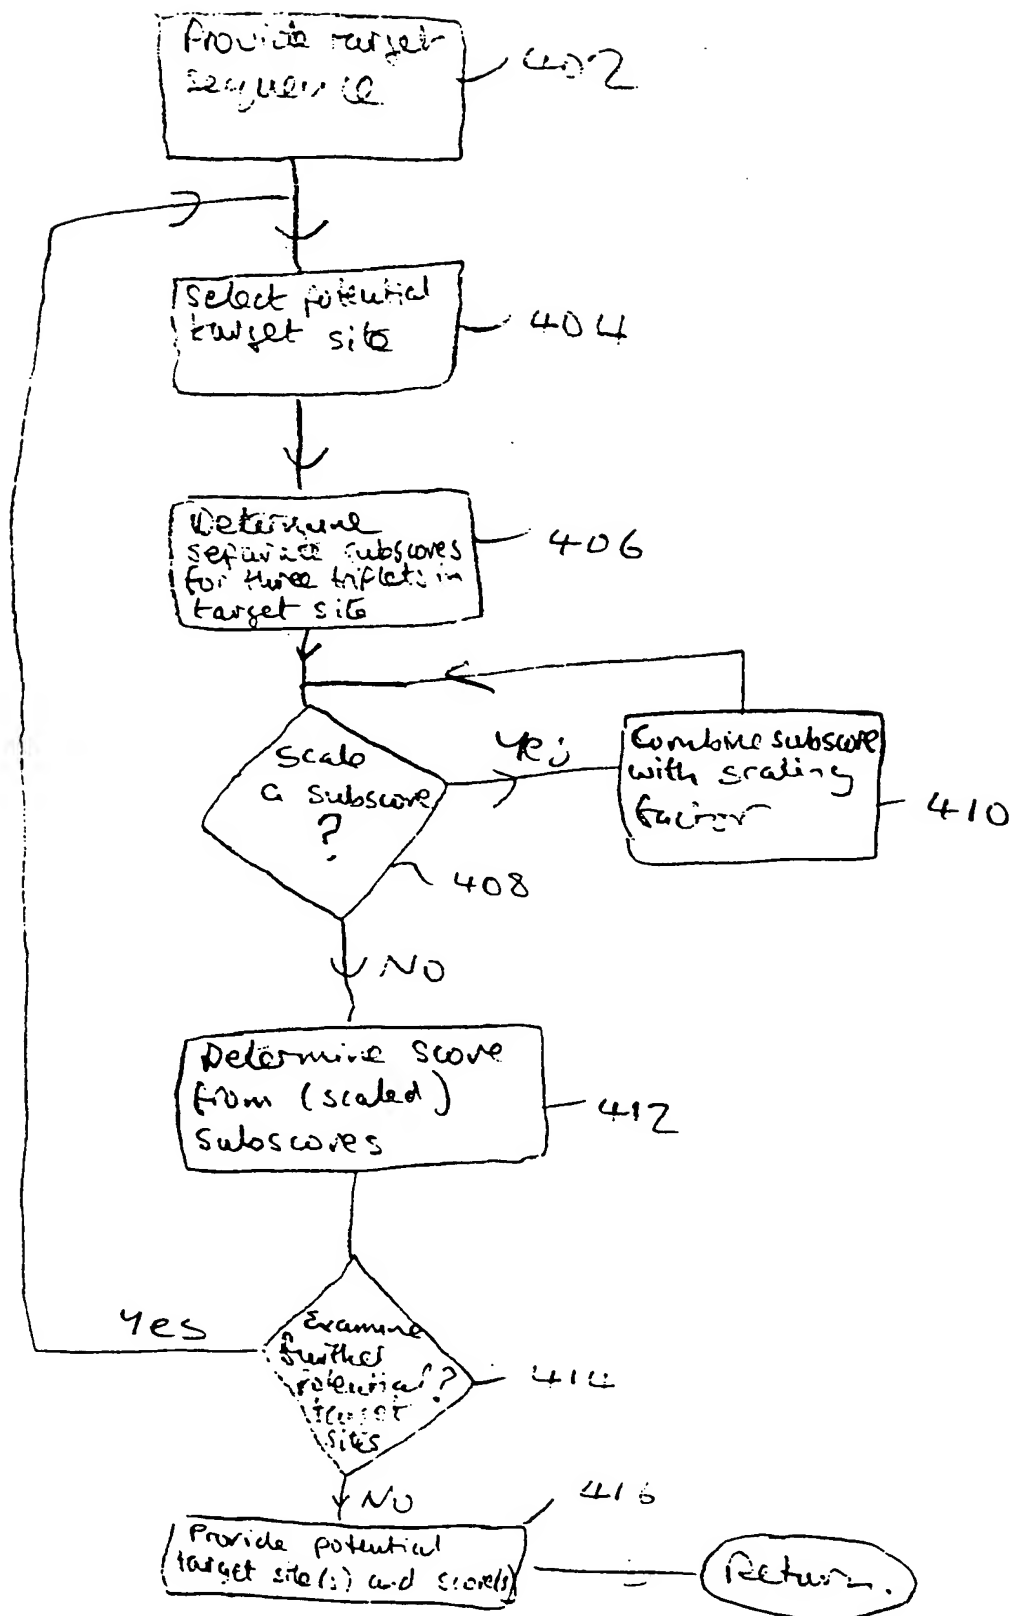 Provide target
sequence
402
Select potential
target site
404
Determine
separate subscores
for three triplets in
target site
406
Scale
a subscore
?
Yes
408
Combine subscore
with scaling
factor
410
NO
Determine score
from (scaled)
subscores
412
Yes
Examine
further
potential
target
sites
?
414
NO
416
Provide potential
target site(s) and score(s)
Return.